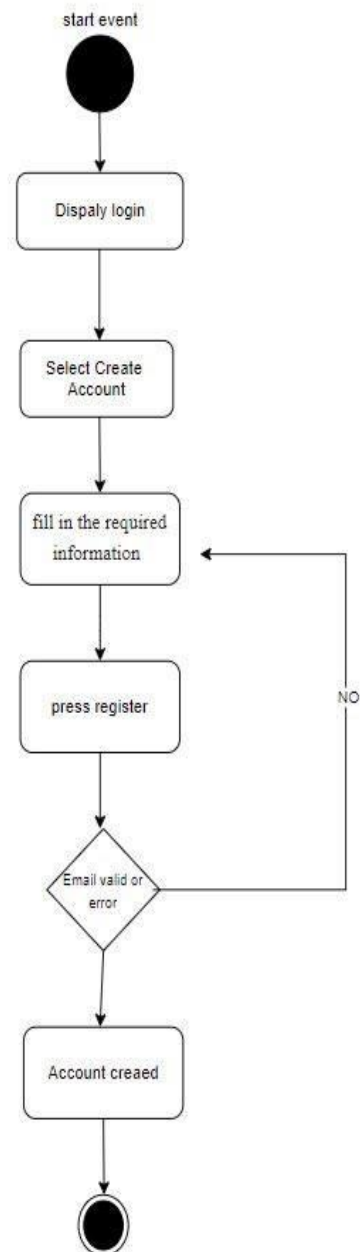 start event
Dispaly login
Select Create
Account
fill in the required
information
press register
NO
Email valid or
error
Account creaed